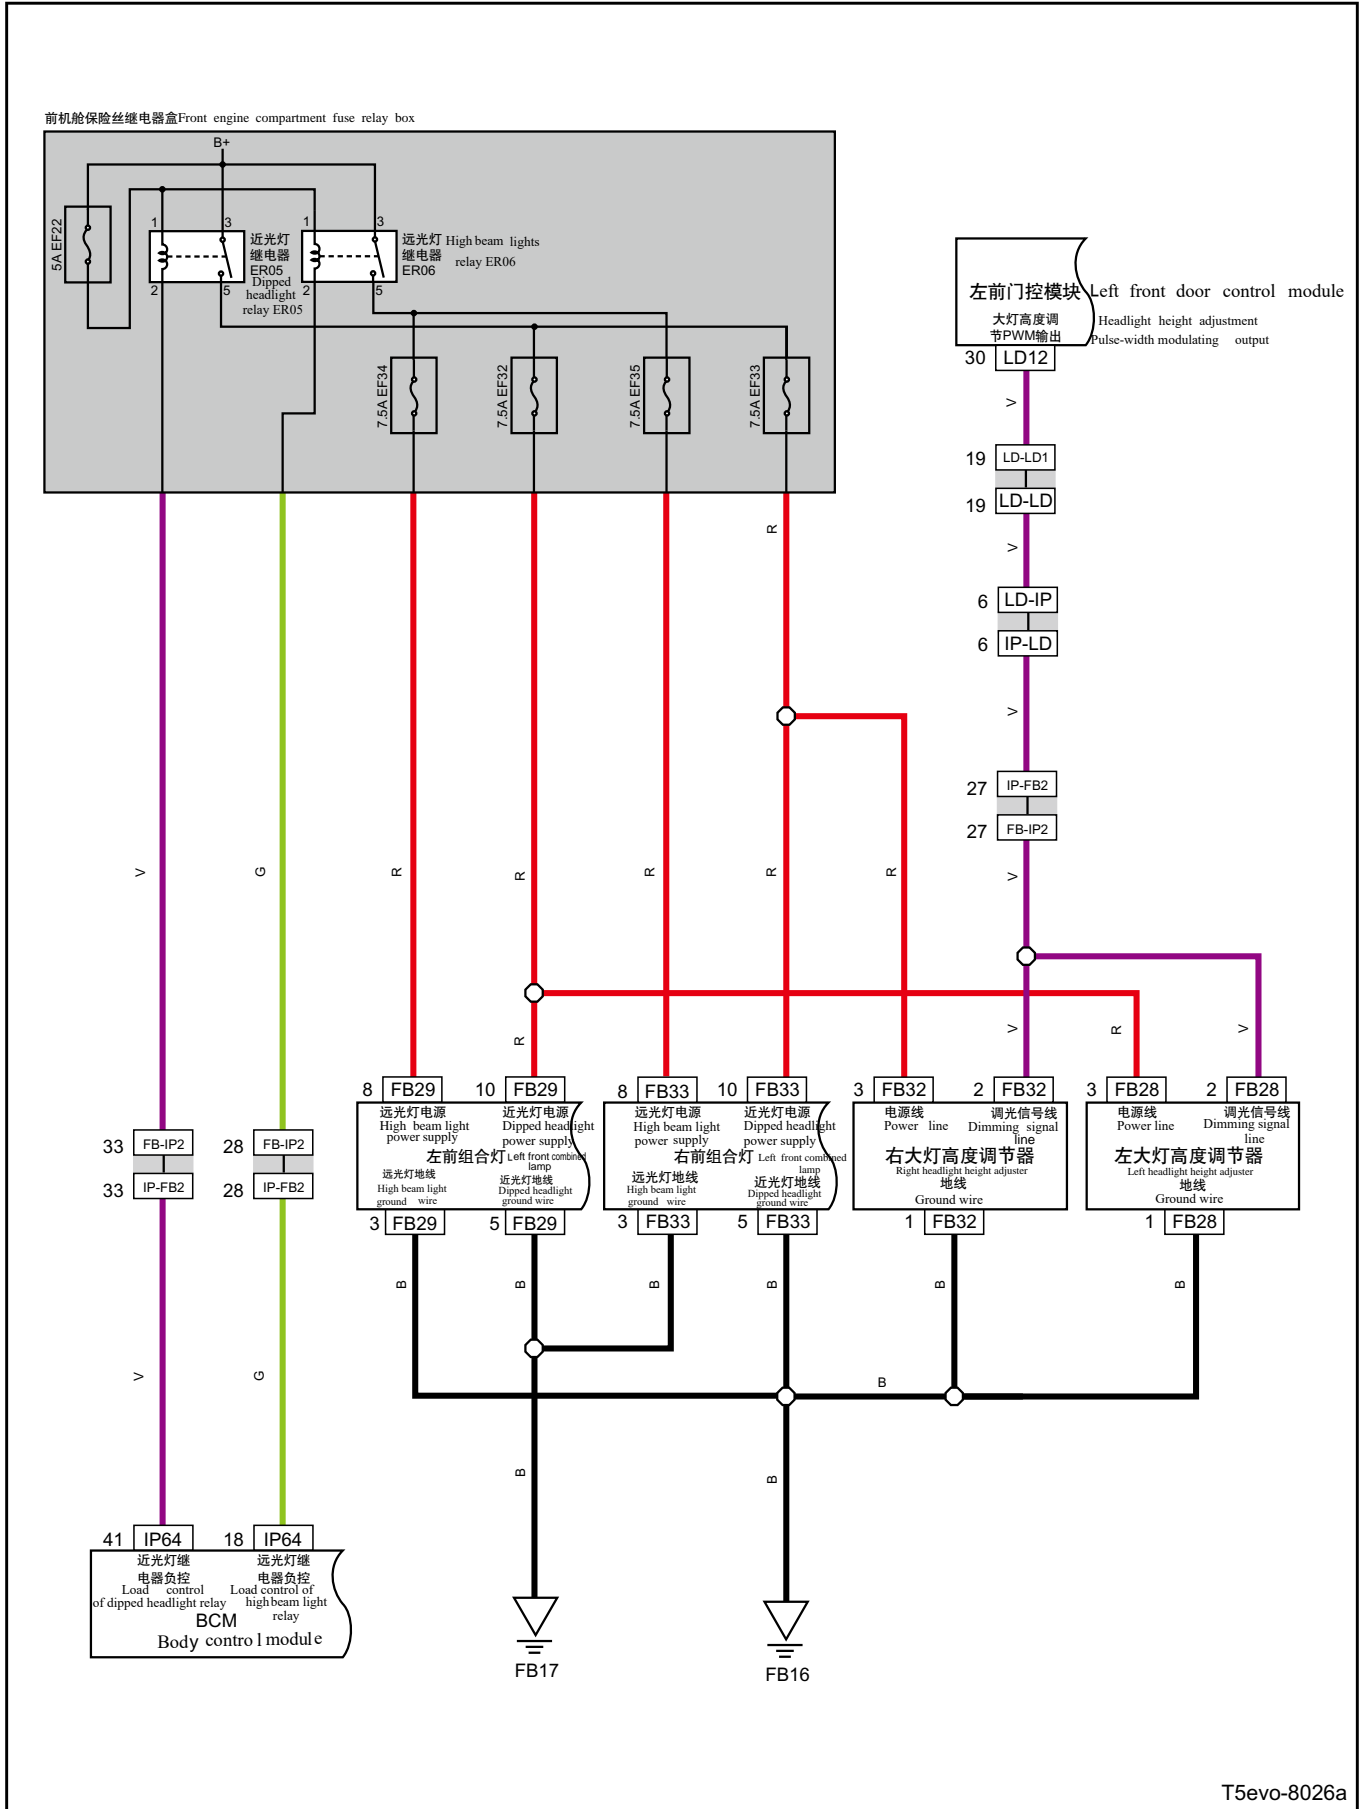 前机舱保险丝继电器盒Front engine compartment fuse relay box
B+
5A EF22
1
3
2
5
近光灯
继电器
ER05
Dipped
headlight
relay ER05
1
3
2
5
远光灯 High beam lights
继电器
relay ER06
ER06
7.5A EF34
7.5A EF32
7.5A EF35
7.5A EF33
左前门控模块 Left front door control module
大灯高度调 Headlight height adjustment
节PWM输出 Pulse-width modulating output
30 LD12
V
19 LD-LD1
19 LD-LD
R
V
6 LD-IP
6 IP-LD
V
27 IP-FB2
27 FB-IP2
V
G
R
R
R
R
R
V
R
V
R
V
8 FB29
10 FB29
8 FB33
10 FB33
3 FB32
2 FB32
3 FB28
2 FB28
远光灯电源
High beam light
power supply
近光灯电源
Dipped headlight
power supply
左前组合灯 Left front combined
lamp
远光灯地线
High beam light
ground wire
近光灯地线
Dipped headlight
ground wire
远光灯电源
High beam light
power supply
近光灯电源
Dipped headlight
power supply
右前组合灯 Left front combined
lamp
远光灯地线
High beam light
ground wire
近光灯地线
Dipped headlight
ground wire
电源线
Power line
调光信号线
Dimming signal
line
右大灯高度调节器
Right headlight height adjuster
地线
Ground wire
电源线
Power line
调光信号线
Dimming signal
line
左大灯高度调节器
Left headlight height adjuster
地线
Ground wire
33 FB-IP2
28 FB-IP2
33 IP-FB2
28 IP-FB2
3 FB29
5 FB29
3 FB33
5 FB33
1 FB32
1 FB28
B
B
B
B
B
B
V
G
B
B
B
41 IP64
18 IP64
近光灯继
电器负控
Load control
of dipped headlight relay
远光灯继
电器负控
Load control of
high beam light
relay
BCM
Body control module
FB17
FB16
T5evo-8026a